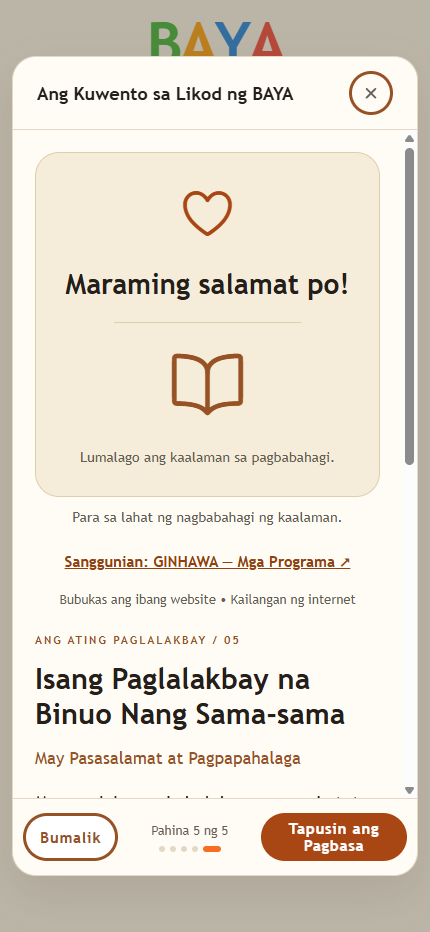 BAYA
Ang Kuwento sa Likod ng BAYA
Maraming salamat po!
Lumalago ang kaalaman sa pagbabahagi.
Para sa lahat ng nagbabahagi ng kaalaman.
Sanggunian: GINHAWA — Mga Programa ↗
Bubukas ang ibang website • Kailangan ng internet
ANG ATING PAGLALAKBAY / 05
Isang Paglalakbay na
Binuo Nang Sama-sama
May Pasasalamat at Pagpapahalaga
Bumalik
Pahina 5 ng 5
Tapusin ang
Pagbasa